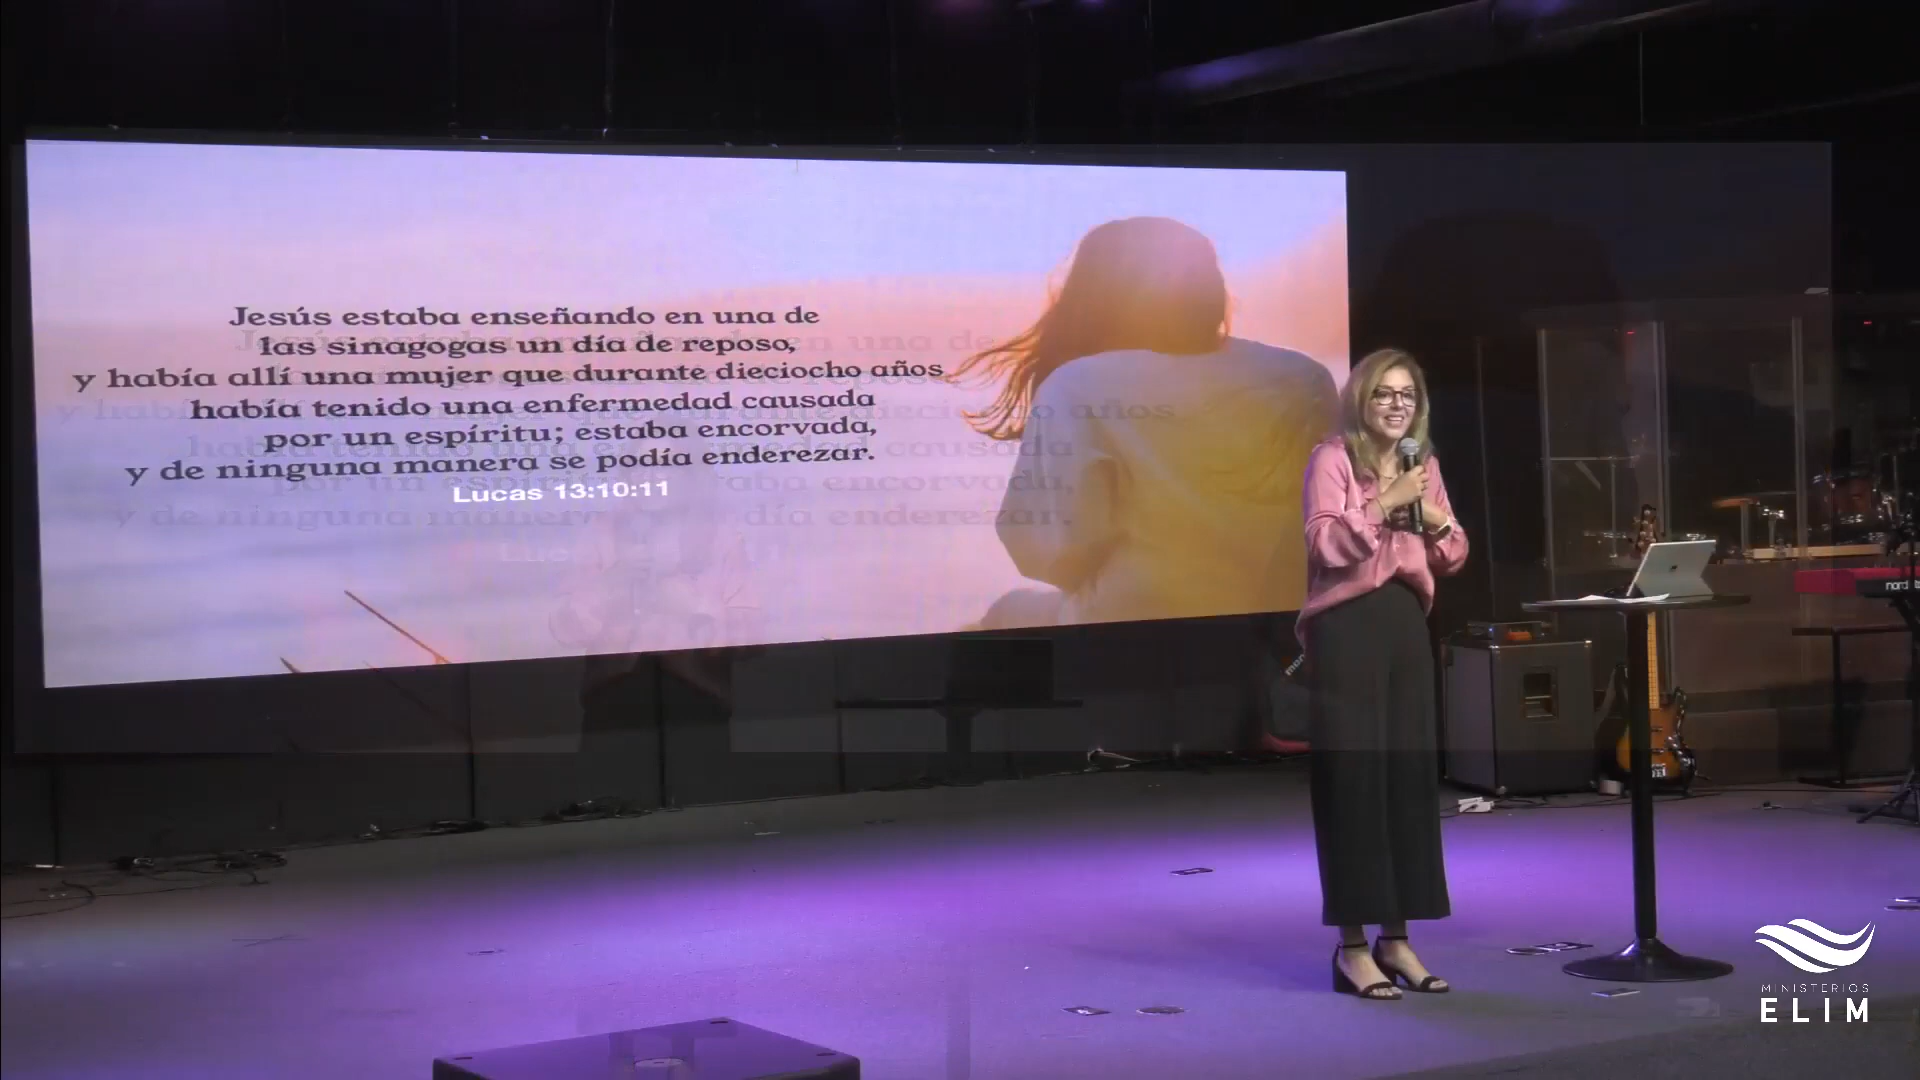 Jesús estaba enseñando en una de
las sinagogas un día de reposo,
y había allí una mujer que durante dieciocho años
había tenido una enfermedad causada
por un espíritu; estaba encorvada,
y de ninguna manera se podía enderezar.
Lucas 13:10:11
nord
MINISTERIOS
ELIM